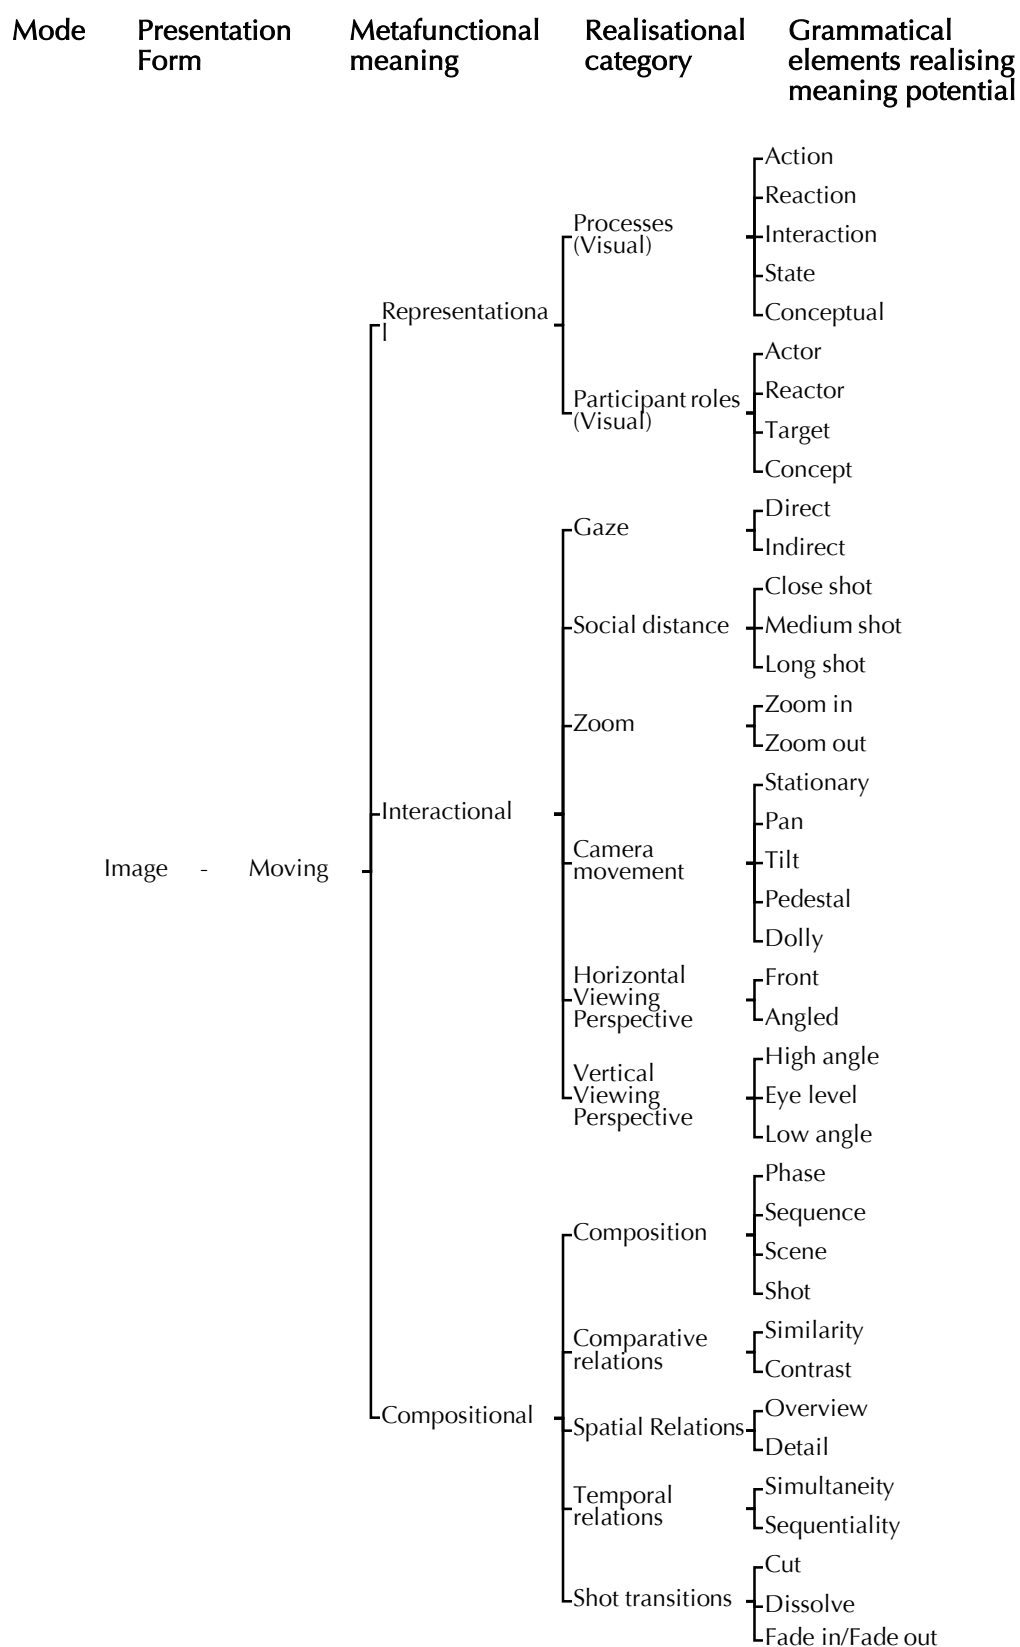 Mode
Presentation
Form
Metafunctional
meaning
Realisational
category
Grammatical
elements realising
meaning potential
Image - Moving
Representationa
l
Processes
(Visual)
Action
Reaction
Interaction
State
Conceptual
Participant roles
(Visual)
Actor
Reactor
Target
Concept
Interactional
Gaze
Direct
Indirect
Social distance
Close shot
Medium shot
Long shot
Zoom
Zoom in
Zoom out
Camera
movement
Stationary
Pan
Tilt
Pedestal
Dolly
Horizontal
Viewing
Perspective
Front
Angled
Vertical
Viewing
Perspective
High angle
Eye level
Low angle
Compositional
Composition
Phase
Sequence
Scene
Shot
Comparative
relations
Similarity
Contrast
Spatial Relations
Overview
Detail
Temporal
relations
Simultaneity
Sequentiality
Shot transitions
Cut
Dissolve
Fade in/Fade out